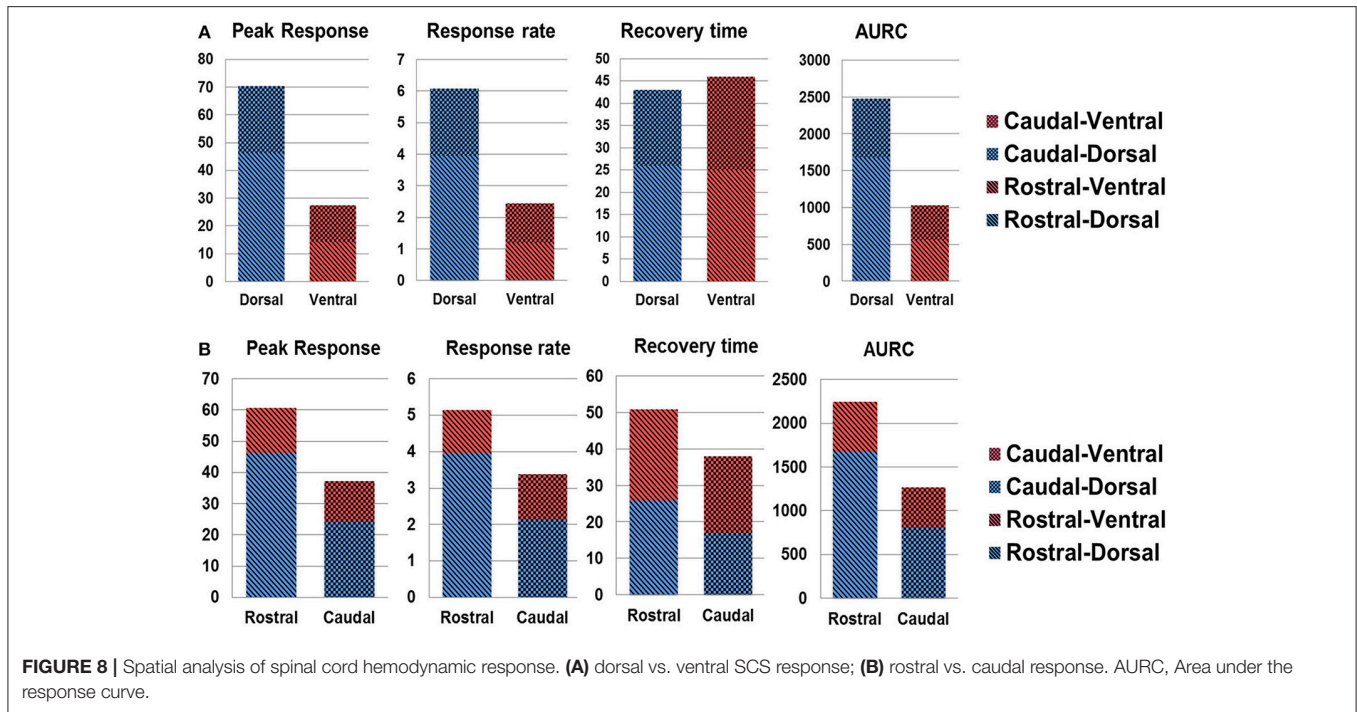 A
Peak Response
80
70
60
50
40
30
20
10
0
Dorsal Ventral
Response rate
7
6
5
4
3
2
1
0
Dorsal Ventral
Recovery time
50
45
40
35
30
25
20
15
10
5
0
Dorsal Ventral
AURC
3000
2500
2000
1500
1000
500
0
Dorsal Ventral
Caudal-Ventral
Caudal-Dorsal
Rostral-Ventral
Rostral-Dorsal
B
Peak Response
70
60
50
40
30
20
10
0
Rostral Caudal
Response rate
6
5
4
3
2
1
0
Rostral Caudal
Recovery time
60
50
40
30
20
10
0
Rostral Caudal
AURC
2500
2000
1500
1000
500
0
Rostral Caudal
Caudal-Ventral
Caudal-Dorsal
Rostral-Ventral
Rostral-Dorsal
FIGURE 8 | Spatial analysis of spinal cord hemodynamic response. (A) dorsal vs. ventral SCS response; (B) rostral vs. caudal response. AURC, Area under the
response curve.